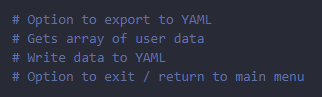 # Option to export to YAML
# Gets array of user data
# Write data to YAML
# Option to exit / return to main menu